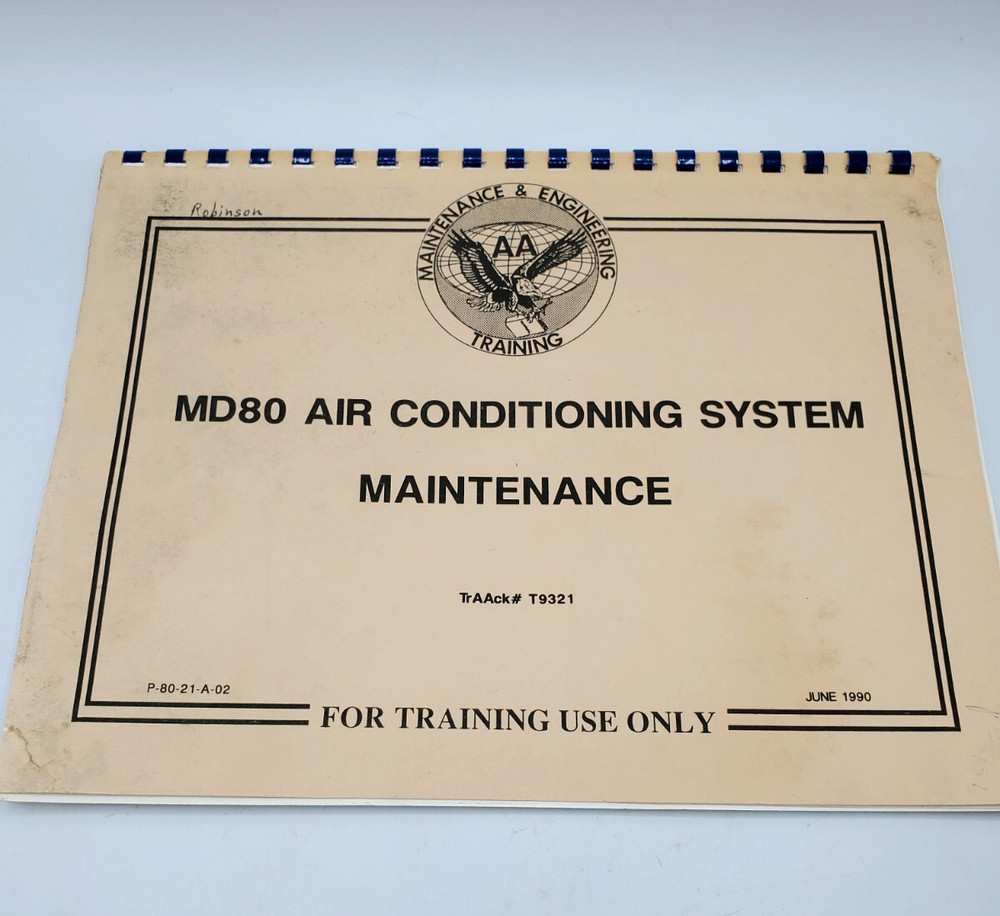 Robinson
MAINTENANCE & ENGINEERING
AA
TRAINING
MD80 AIR CONDITIONING SYSTEM
MAINTENANCE
TrAAck# T9321
P-80-21-A-02
JUNE 1990
FOR TRAINING USE ONLY